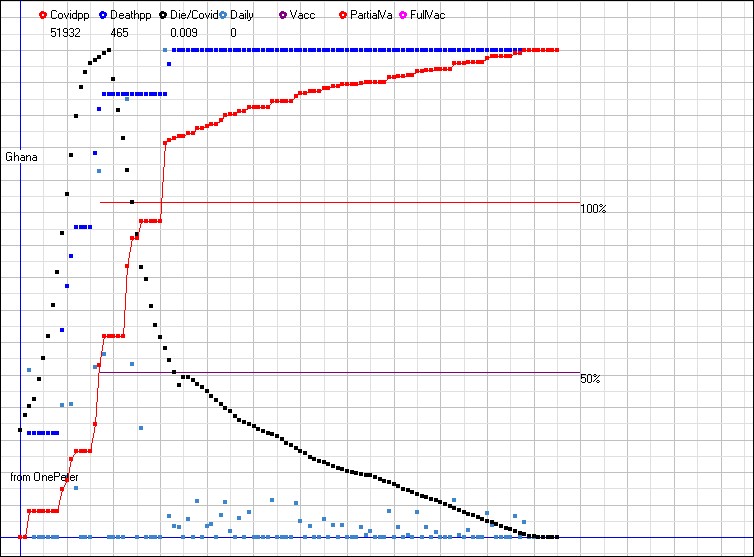 Covidpp Deathpp Die/Covid Daily Vacc PartialVa FullVac
51932 465 0.009 0
Ghana
100%
50%
from OnePeter